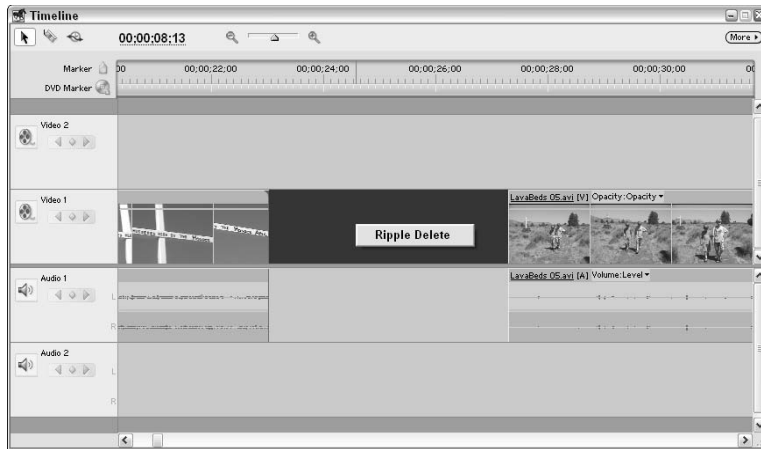 Timeline
00;00;08;13
More
Marker
00 00;00;22;00 00;00;24;00 00;00;26;00 00;00;28;00 00;00;30;00 00
DVD Marker
Video 2
Video 1
LavaBeds 05.avi [V] Opacity:Opacity
Ripple Delete
Audio 1
LavaBeds 05.avi [A] Volume:Level
L
R
Audio 2
L
R